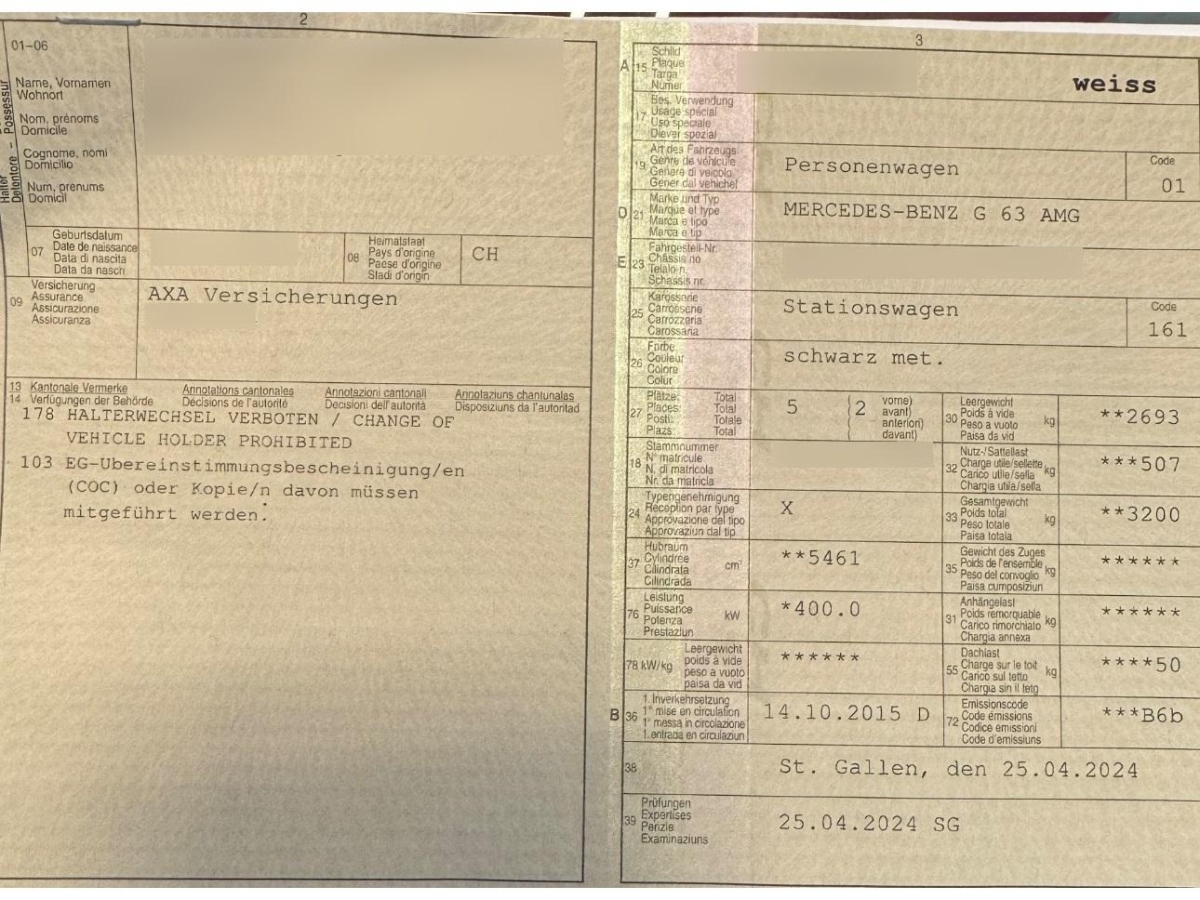 2
01-06
Halter
Detentore - Possessur
Name, Vornamen
Wohnort
Nom, prénoms
Domicile
Cognome, nomi
Domicilio
Num, prenums
Domicil
07
Geburtsdatum
Date de naissance
Data di nascita
Data da nasch.
08
Heimatstaat
Pays d'origine
Paese d'origine
Stadi d'origin
CH
09
Versicherung
Assurance
Assicurazione
Assicuranza
AXA Versicherungen
13 Kantonale Vermerke Annotations cantonales Annotazioni cantonali Annotaziuns chantunales
14 Verfügungen der Behörde Décisions de l'autorité Decisioni dell'autorità Disposiziuns da l'autoritad
178 HALTERWECHSEL VERBOTEN / CHANGE OF
VEHICLE HOLDER PROHIBITED
103 EG-Übereinstimmungsbescheinigung/en
(COC) oder Kopie/n davon müssen
mitgeführt werden.
3
A 15
Schild
Plaque
Targa
Numer
weiss
17
Bes. Verwendung
Usage spécial
Uso speciale
Diever spezial
19
Art des Fahrzeugs
Genre de véhicule
Genere di veicolo
Gener dal vehichel
Personenwagen
Code
01
D 21
Marke und Typ
Marque et type
Marca e tipo
Marca e tip
MERCEDES-BENZ G 63 AMG
E 23
Fahrgestell-Nr.
Châssis no
Telaio n.
Schassis nr.
25
Karosserie
Carrosserie
Carrozzeria
Carossaria
Stationswagen
Code
161
26
Farbe
Couleur
Colore
Colur
schwarz met.
27
Plätze: Total
Places: Total
Posti: Totale
Plazs: Total
5
(2
vorne)
avant)
anteriori)
davant)
30
Leergewicht
Poids à vide
Peso a vuoto
Paisa da vid
kg
**2693
18
Stammnummer
N° matricule
N. di matricola
Nr. da matricla
32
Nutz-/Sattellast
Charge utile/sellette
Carico utile/sella
Chargia utila/sella
kg
***507
24
Typengenehmigung
Réception par type
Approvazione del tipo
Approvaziun dal tip
X
33
Gesamtgewicht
Poids total
Peso totale
Paisa totala
kg
**3200
37
Hubraum
Cylindrée
Cilindrata
Cilindrada
cm³
**5461
35
Gewicht des Zuges
Poids de l'ensemble
Peso del convoglio
Paisa cumposiziun
kg
******
76
Leistung
Puissance
Potenza
Prestaziun
kW
*400.0
31
Anhängelast
Poids remorquable
Carico rimorchiato
Chargia annexa
kg
******
78 kW/kg
Leergewicht
poids à vide
peso a vuoto
paisa da vid
******
55
Dachlast
Charge sur le toit
Carico sul tetto
Chargia sin il tetg
kg
****50
B 36
1. Inverkehrsetzung
1° mise en circulation
1° messa in circolazione
1. entrada en circulaziun
14.10.2015 D
72
Emissionscode
Code émissions
Codice emissioni
Code d'emissiuns
***B6b
38
St. Gallen, den 25.04.2024
39
Prüfungen
Expertises
Perizie
Examinaziuns
25.04.2024 SG